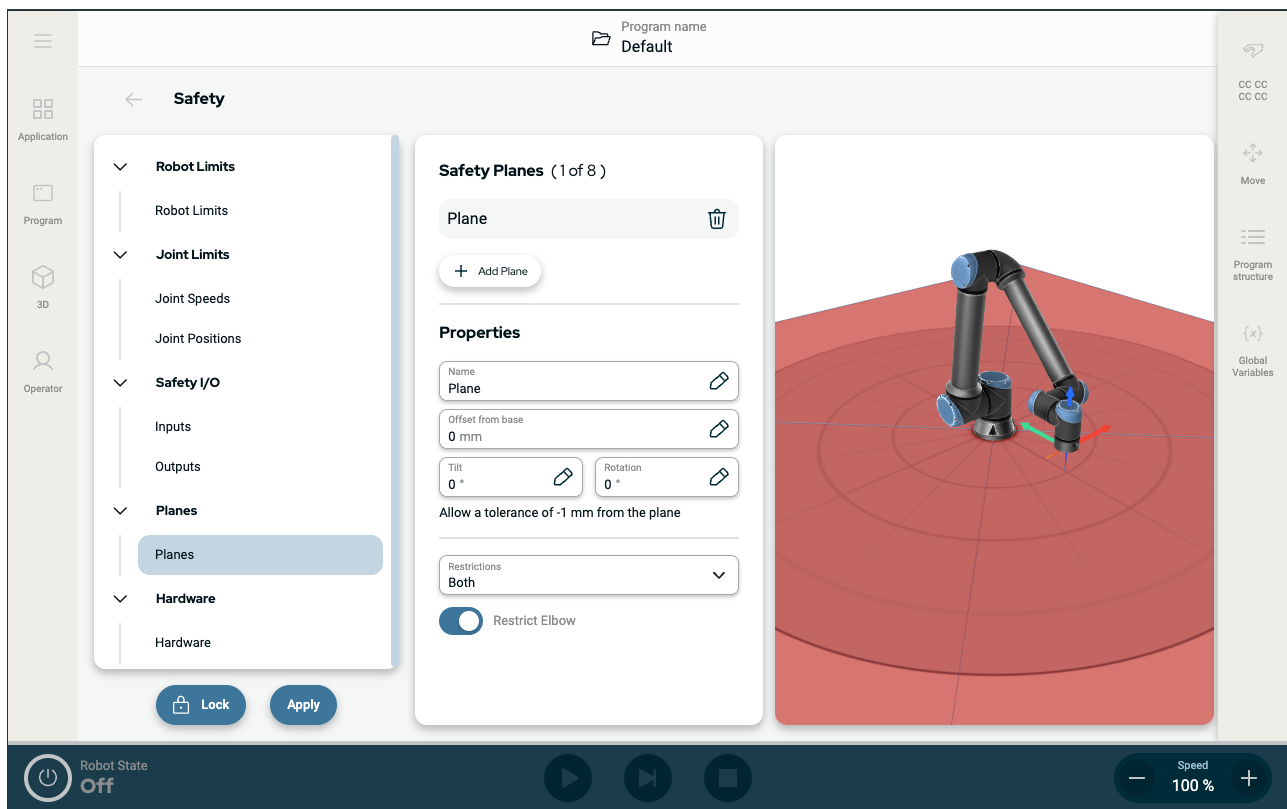 Program name
Default
Safety
Application
Program
3D
Operator
Robot Limits
Robot Limits
Joint Limits
Joint Speeds
Joint Positions
Safety I/O
Inputs
Outputs
Planes
Planes
Hardware
Hardware
Lock
Apply
Safety Planes ( 1 of 8 )
Plane
Add Plane
Properties
Name
Plane
Offset from base
0 mm
Tilt
0 °
Rotation
0 °
Allow a tolerance of -1 mm from the plane
Restrictions
Both
Restrict Elbow
CC CC
CC CC
Move
Program
structure
{x}
Global
Variables
Robot State
Off
Speed
100 %